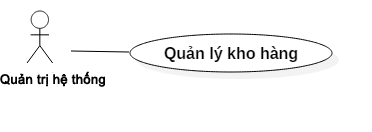 Quản lý kho hàng
Quản trị hệ thống